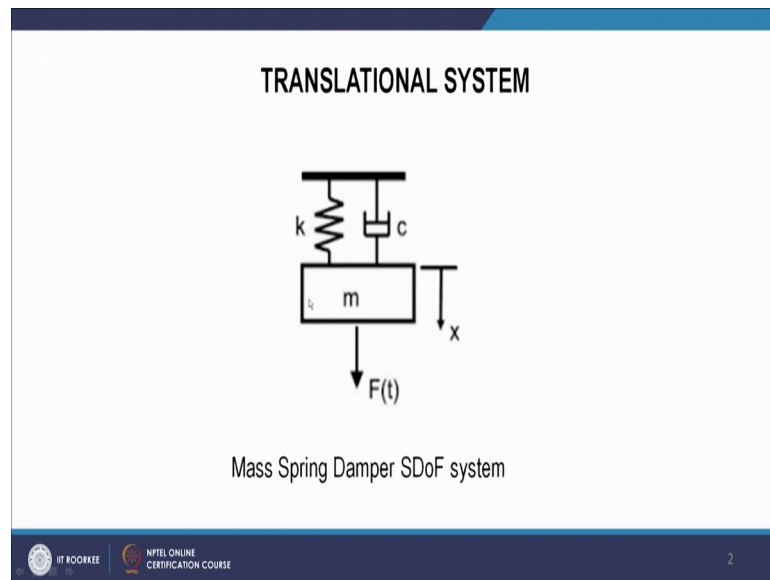 TRANSLATIONAL SYSTEM
k
c
m
x
F(t)
Mass Spring Damper SDoF system
IIT ROORKEE
NPTEL ONLINE
CERTIFICATION COURSE
2